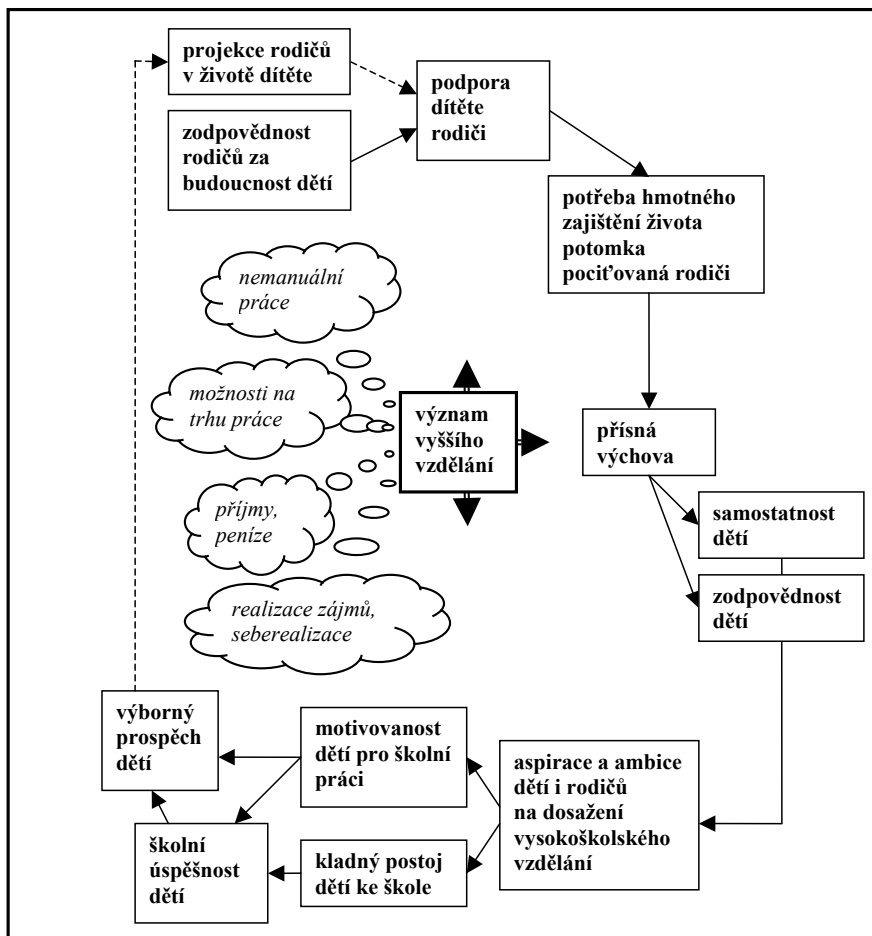 projekce rodičů
v životě dítěte
podpora
dítěte
rodiči
zodpovědnost
rodičů za
budoucnost dětí
potřeba hmotného
zajištění života
potomka
pociťovaná rodiči
nemanuální
práce
možnosti na
trhu práce
význam
vyššího
vzdělání
přísná
výchova
příjmy,
peníze
samostatnost
dětí
zodpovědnost
dětí
realizace zájmů,
seberealizace
výborný
prospěch
dětí
motivovanost
dětí pro školní
práci
aspirace a ambice
dětí i rodičů
na dosažení
vysokoškolského
vzdělání
školní
úspěšnost
dětí
kladný postoj
dětí ke škole